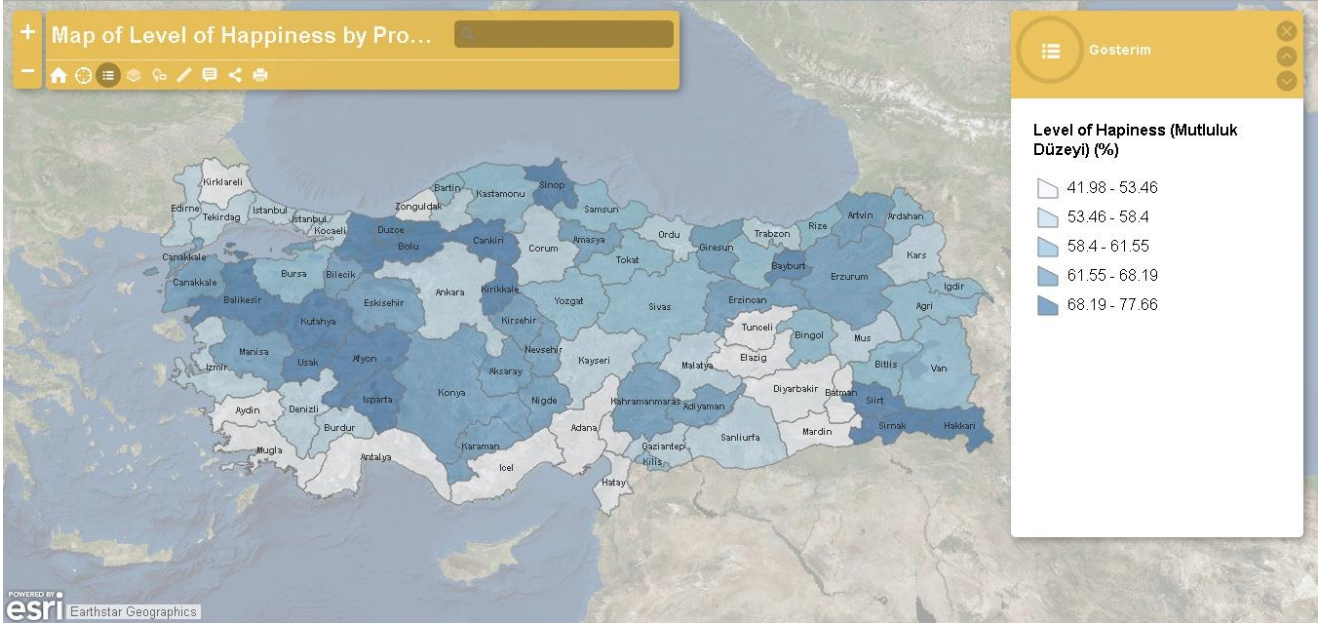 Map of Level of Happiness by Pro...
Gosterim
Level of Hapiness (Mutluluk
Düzeyi) (%)
41.98 - 53.46
53.46 - 58.4
58.4 - 61.55
61.55 - 68.19
68.19 - 77.66
Kirklareli
Edirne
Tekirdag
Istanbul
Istanbul
Kocaeli
Zonguldak
Bartin
Kastamonu
Sinop
Samsun
Duzce
Bolu
Cankiri
Corum
Amasya
Ordu
Giresun
Trabzon
Rize
Artvin
Ardahan
Kars
Canakkale
Canakkale
Bursa
Bilecik
Tokat
Bayburt
Erzurum
Igdir
Balikesir
Eskisehir
Ankara
Kirikkale
Yozgat
Sivas
Erzincan
Agri
Kutahya
Kirsehir
Tunceli
Bingol
Mus
Manisa
Usak
Afyon
Nevsehir
Kayseri
Malatya
Elazig
Bitlis
Van
Izmir
Aksaray
Konya
Isparta
Nigde
Kahramanmaras
Adiyaman
Diyarbakir
Batman
Siirt
Aydin
Denizli
Burdur
Adana
Sanliurfa
Mardin
Sirnak
Hakkari
Mugla
Antalya
Karaman
Icel
Gaziantep
Kilis
Hatay
POWERED BY
esri
Earthstar Geographics